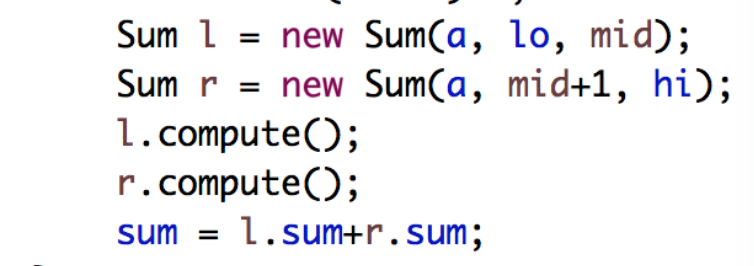 Sum l = new Sum(a, lo, mid);
Sum r = new Sum(a, mid+1, hi);
l.compute();
r.compute();
sum = l.sum+r.sum;